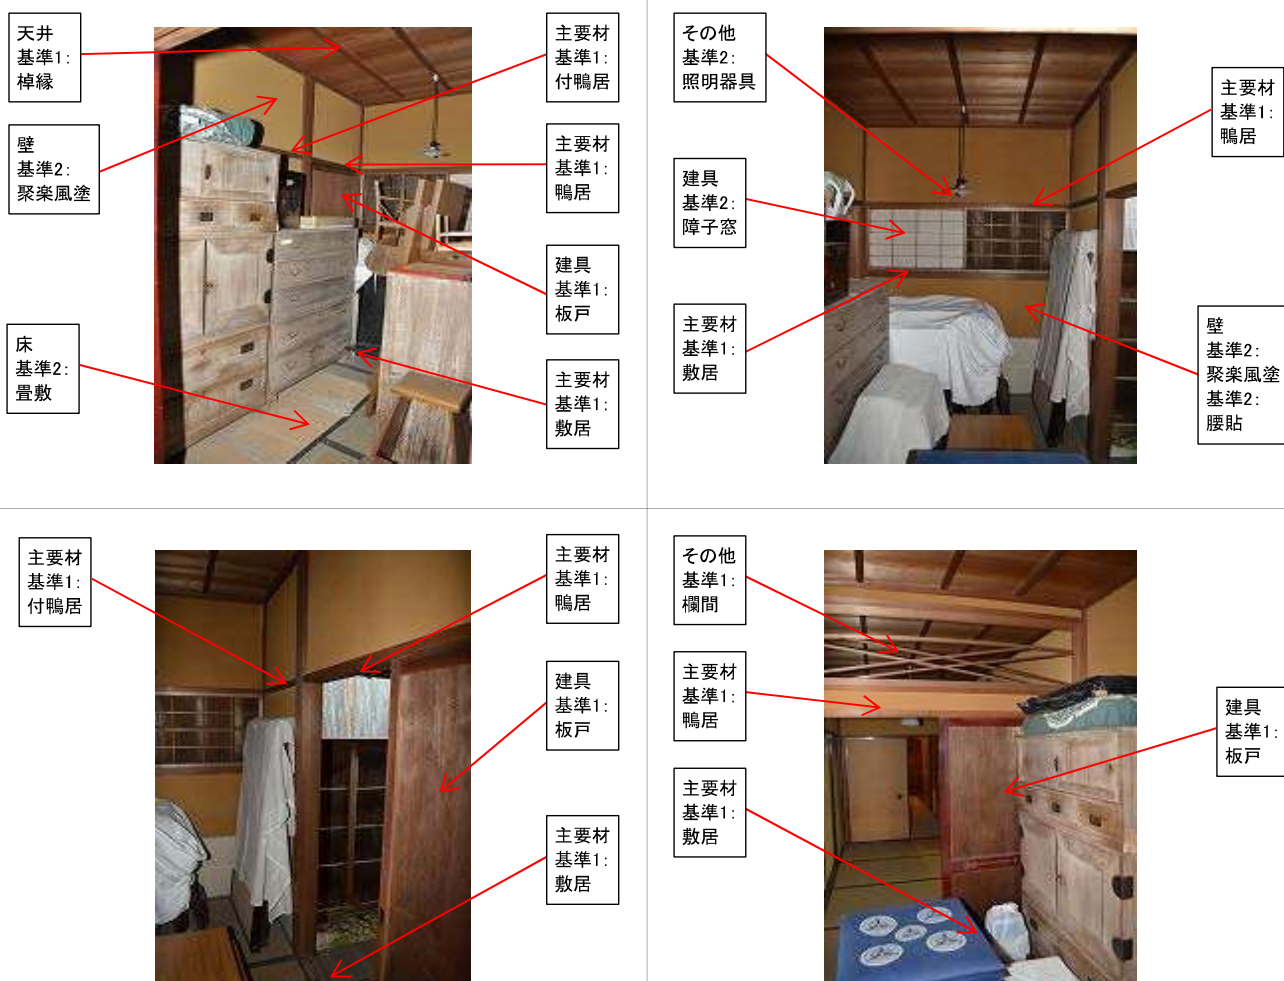 天井
基準1:
棹縁
主要材
基準1:
付鴨居
壁
基準2:
聚楽風塗
主要材
基準1:
鴨居
建具
基準1:
板戸
床
基準2:
畳敷
主要材
基準1:
敷居
その他
基準2:
照明器具
主要材
基準1:
鴨居
建具
基準2:
障子窓
主要材
基準1:
敷居
壁
基準2:
聚楽風塗
基準2:
腰貼
主要材
基準1:
付鴨居
主要材
基準1:
鴨居
建具
基準1:
板戸
主要材
基準1:
敷居
その他
基準1:
欄間
主要材
基準1:
鴨居
建具
基準1:
板戸
主要材
基準1:
敷居